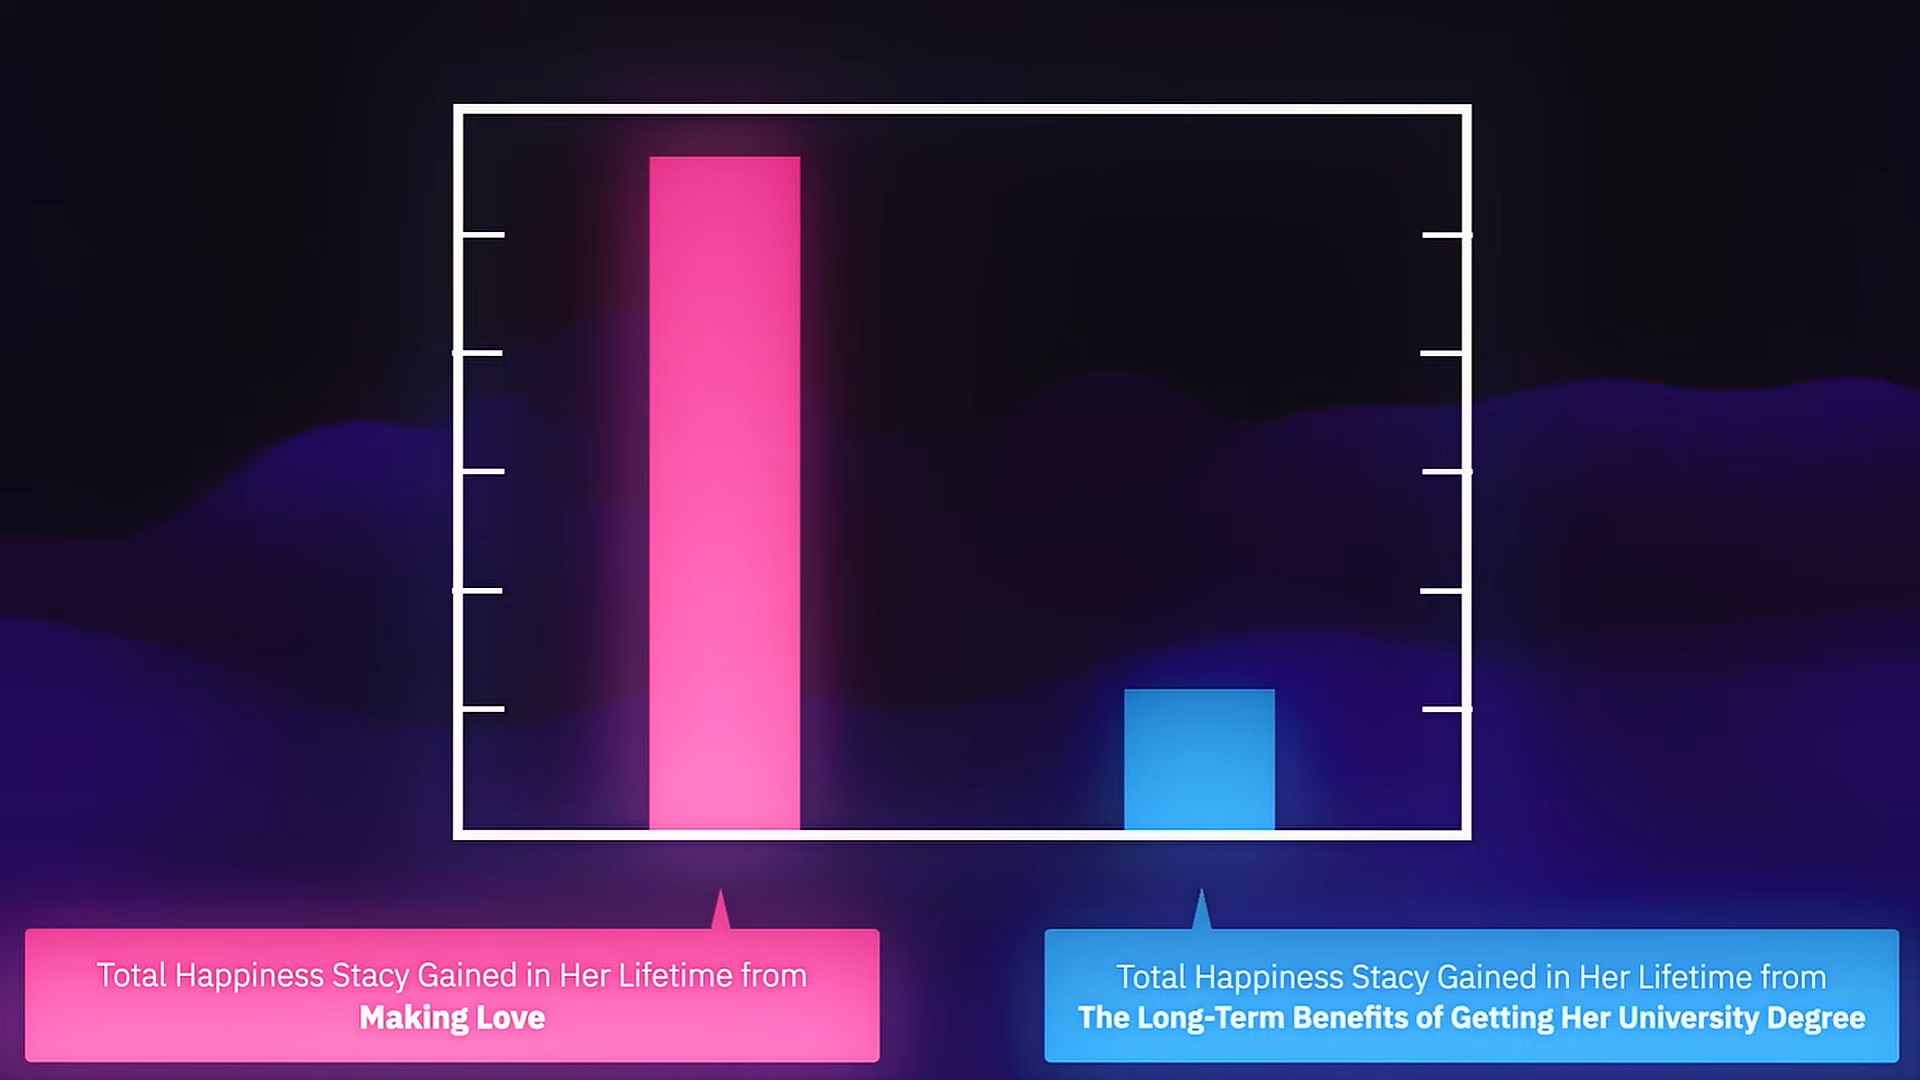 Total Happiness Stacy Gained in Her Lifetime from
Making Love
Total Happiness Stacy Gained in Her Lifetime from
The Long-Term Benefits of Getting Her University Degree